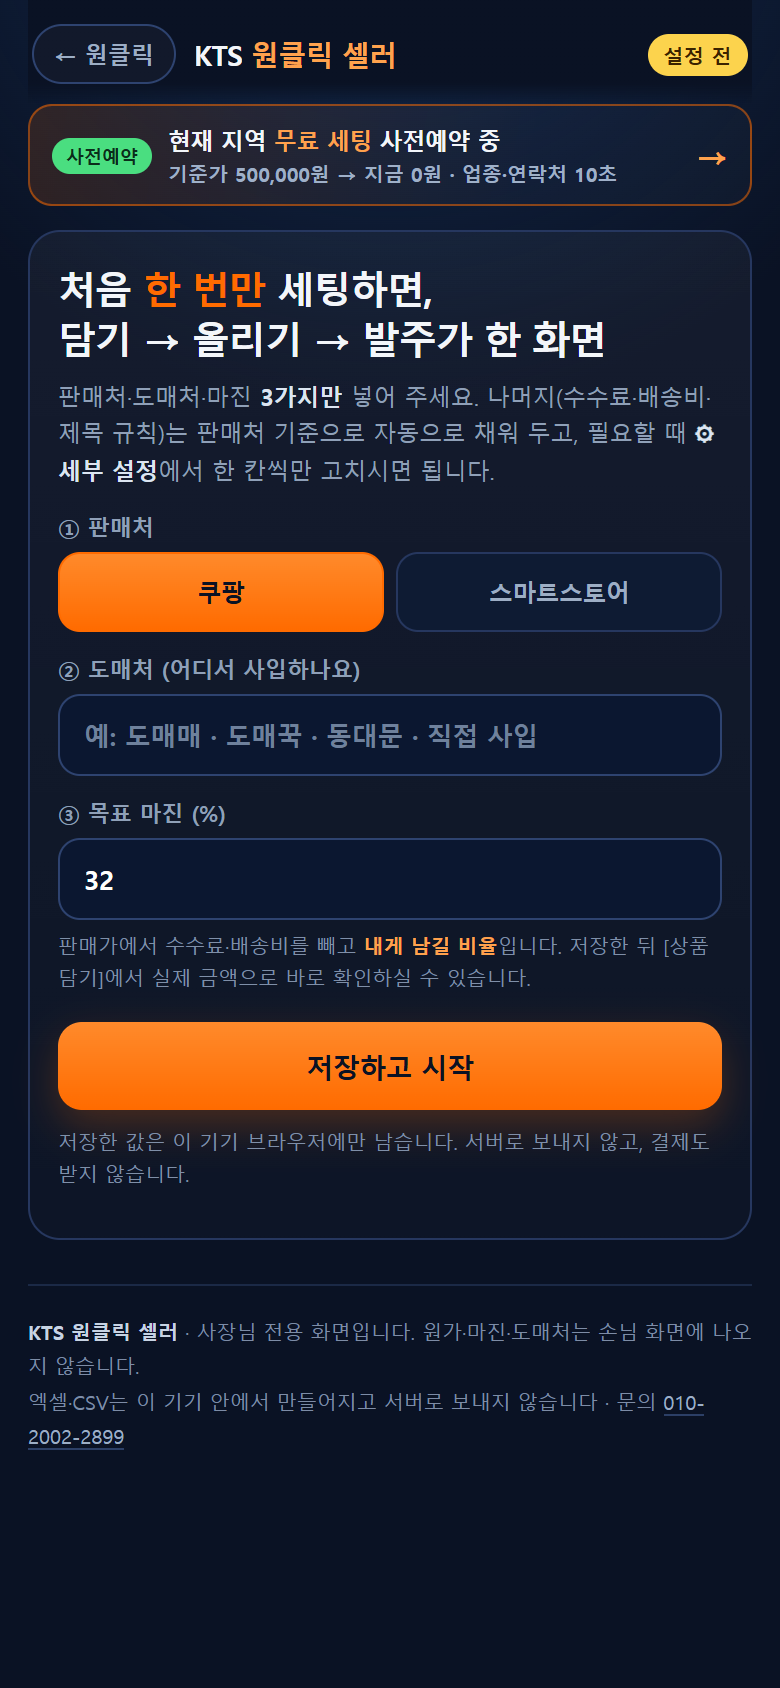 ← 원클릭
KTS 원클릭 셀러
설정 전
사전예약
현재 지역 무료 세팅 사전예약 중
기준가 500,000원 → 지금 0원 · 업종·연락처 10초
→
처음 한 번만 세팅하면,
담기 → 올리기 → 발주가 한 화면
판매처·도매처·마진 3가지만 넣어 주세요. 나머지(수수료·배송비·
제목 규칙)는 판매처 기준으로 자동으로 채워 두고, 필요할 때 ⚙
세부 설정에서 한 칸씩만 고치시면 됩니다.
① 판매처
쿠팡
스마트스토어
② 도매처 (어디서 사입하나요)
예: 도매매 · 도매꾹 · 동대문 · 직접 사입
③ 목표 마진 (%)
32
판매가에서 수수료·배송비를 빼고 내게 남길 비율입니다. 저장한 뒤 [상품
담기]에서 실제 금액으로 바로 확인하실 수 있습니다.
저장하고 시작
저장한 값은 이 기기 브라우저에만 남습니다. 서버로 보내지 않고, 결제도
받지 않습니다.
KTS 원클릭 셀러 · 사장님 전용 화면입니다. 원가·마진·도매처는 손님 화면에 나오
지 않습니다.
엑셀·CSV는 이 기기 안에서 만들어지고 서버로 보내지 않습니다 · 문의 010-
2002-2899